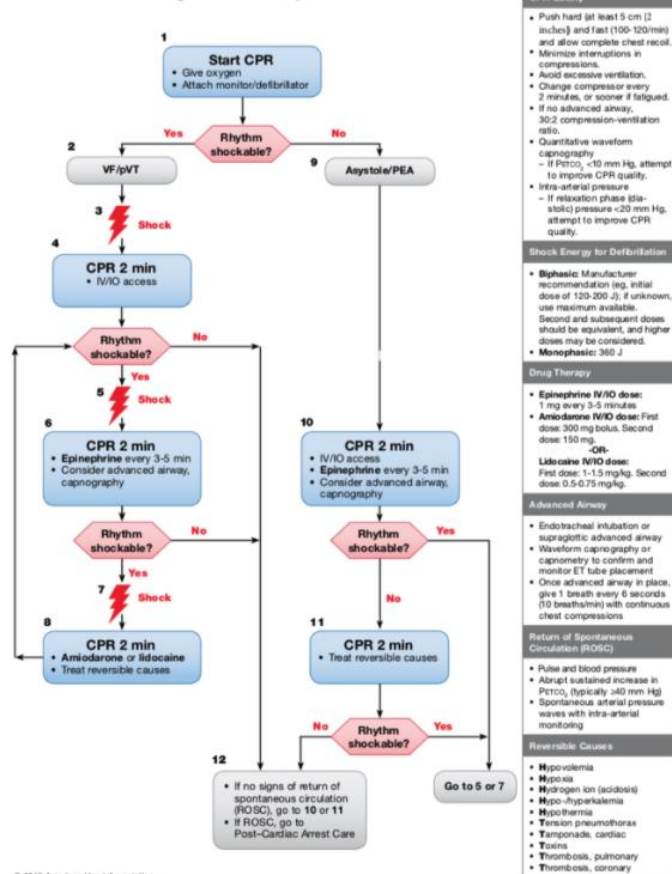 1
Start CPR
• Give oxygen
• Attach monitor/defibrillator
Yes
Rhythm
shockable?
No
2
VF/pVT
9
Asystole/PEA
3
Shock
4
CPR 2 min
• IV/IO access
Rhythm
shockable?
No
Yes
5
Shock
6
CPR 2 min
• Epinephrine every 3-5 min
• Consider advanced airway,
capnography
Rhythm
shockable?
No
Yes
7
Shock
8
CPR 2 min
• Amiodarone or lidocaine
• Treat reversible causes
10
CPR 2 min
• IV/IO access
• Epinephrine every 3-5 min
• Consider advanced airway,
capnography
Rhythm
shockable?
Yes
No
11
CPR 2 min
• Treat reversible causes
No
Rhythm
shockable?
Yes
12
• If no signs of return of
spontaneous circulation
(ROSC), go to 10 or 11
• If ROSC, go to
Post–Cardiac Arrest Care
Go to 5 or 7
• Push hard (at least 5 cm [2
inches]) and fast (100-120/min)
and allow complete chest recoil.
• Minimize interruptions in
compressions.
• Avoid excessive ventilation.
• Change compressor every
2 minutes, or sooner if fatigued.
• If no advanced airway,
30:2 compression-ventilation
ratio.
• Quantitative waveform
capnography
– If PETCO₂ <10 mm Hg, attempt
to improve CPR quality.
• Intra-arterial pressure
– If relaxation phase (dia-
stolic) pressure <20 mm Hg,
attempt to improve CPR
quality.
Shock Energy for Defibrillation
• Biphasic: Manufacturer
recommendation (eg, initial
dose of 120-200 J); if unknown,
use maximum available.
Second and subsequent doses
should be equivalent, and higher
doses may be considered.
• Monophasic: 360 J
Drug Therapy
• Epinephrine IV/IO dose:
1 mg every 3-5 minutes
• Amiodarone IV/IO dose: First
dose: 300 mg bolus. Second
dose: 150 mg.
-OR-
Lidocaine IV/IO dose:
First dose: 1-1.5 mg/kg. Second
dose: 0.5-0.75 mg/kg.
Advanced Airway
• Endotracheal intubation or
supraglottic advanced airway
• Waveform capnography or
capnometry to confirm and
monitor ET tube placement
• Once advanced airway in place,
give 1 breath every 6 seconds
(10 breaths/min) with continuous
chest compressions
Return of Spontaneous
Circulation (ROSC)
• Pulse and blood pressure
• Abrupt sustained increase in
PETCO₂ (typically ≥40 mm Hg)
• Spontaneous arterial pressure
waves with intra-arterial
monitoring
Reversible Causes
• Hypovolemia
• Hypoxia
• Hydrogen ion (acidosis)
• Hypo-/hyperkalemia
• Hypothermia
• Tension pneumothorax
• Tamponade, cardiac
• Toxins
• Thrombosis, pulmonary
• Thrombosis, coronary